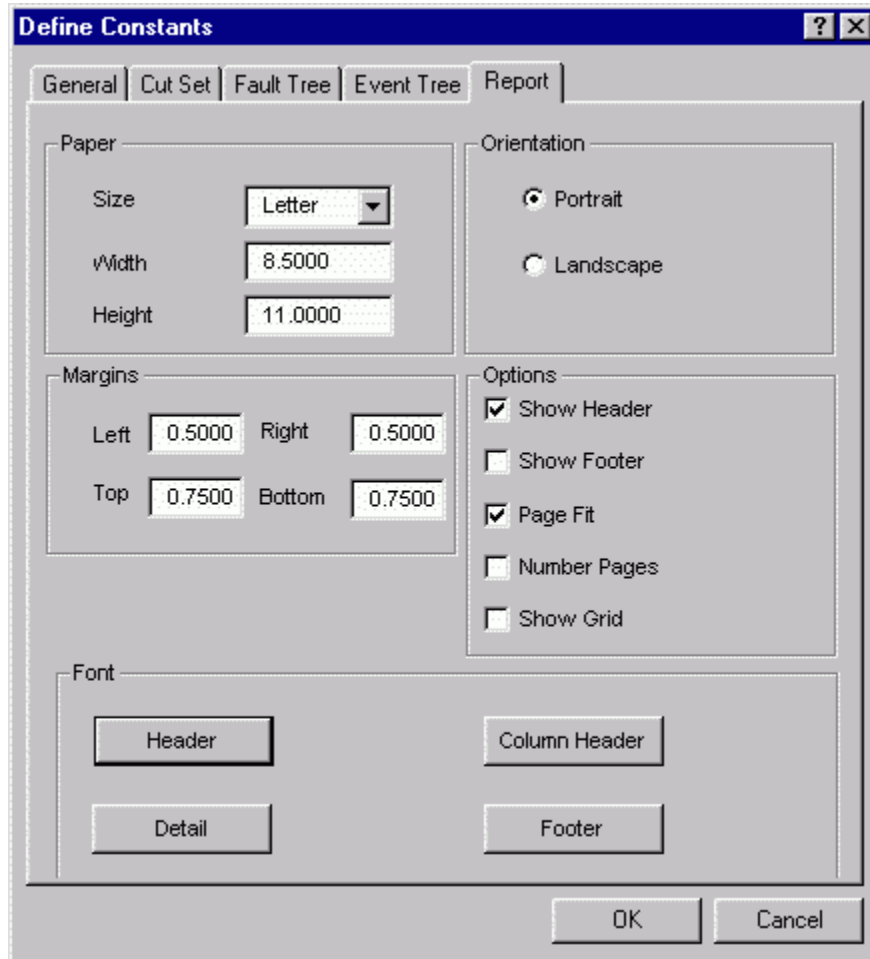 Define Constants
General Cut Set Fault Tree Event Tree Report
Paper
Size Letter
Width 8.5000
Height 11.0000
Orientation
Portrait
Landscape
Margins
Left 0.5000 Right 0.5000
Top 0.7500 Bottom 0.7500
Options
Show Header
Show Footer
Page Fit
Number Pages
Show Grid
Font
Header Column Header
Detail Footer
OK Cancel